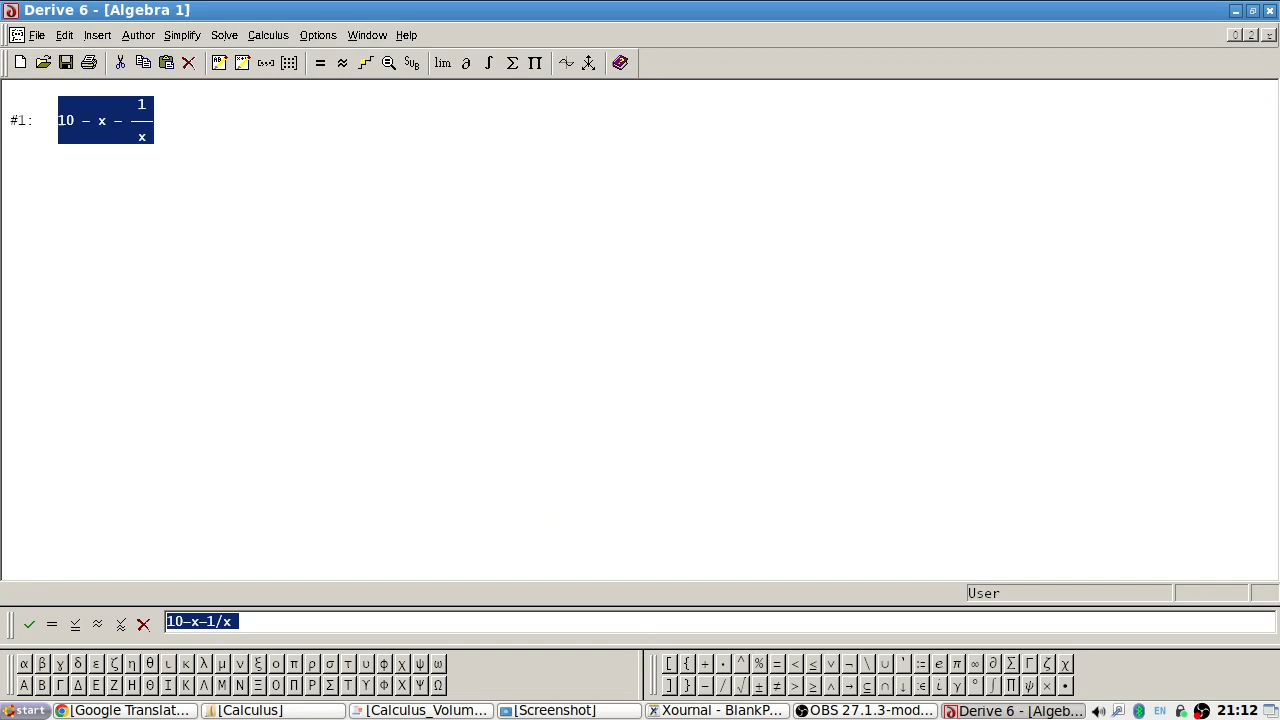 Derive 6 - [Algebra 1]
File Edit Insert Author Simplify Solve Calculus Options Window Help
lim ∂ ∫ Σ Π
#1: 10 - x - 1/x
User
10-x-1/x
α β γ δ ε ζ η θ ι κ λ μ ν ξ ο π ρ σ τ υ φ χ ψ ω [ { + · ^ % = < ≤ ∨ ¬ \ ∪ ' := e π ∞ ∂ ∑ Γ ζ χ
Α Β Γ Δ Ε Ζ Η Θ Ι Κ Λ Μ Ν Ξ Ο Π Ρ Σ Τ Υ Φ Χ Ψ Ω ] } - / √ ± ≠ > ≥ ∧ → ⊆ ∩ ↓ :∈ i γ ° ∫ ∏ ψ × •
start [Google Translat... [Calculus] [Calculus_Volum... [Screenshot] Xournal - Blank-P... OBS 27.1.3-mod... Derive 6 - [Algeb... EN 21:12